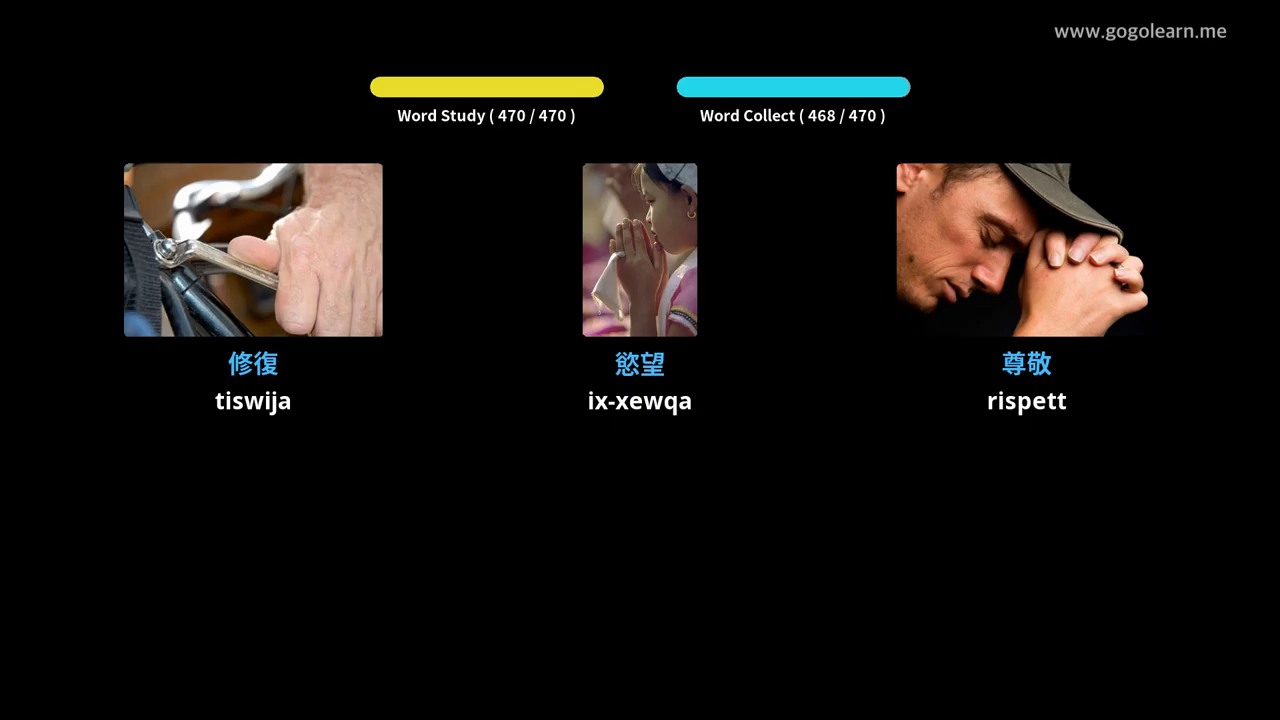 www.gogolearn.me
Word Study ( 470 / 470 )
Word Collect ( 468 / 470 )
修復
tiswija
慾望
ix-xewqa
尊敬
rispett